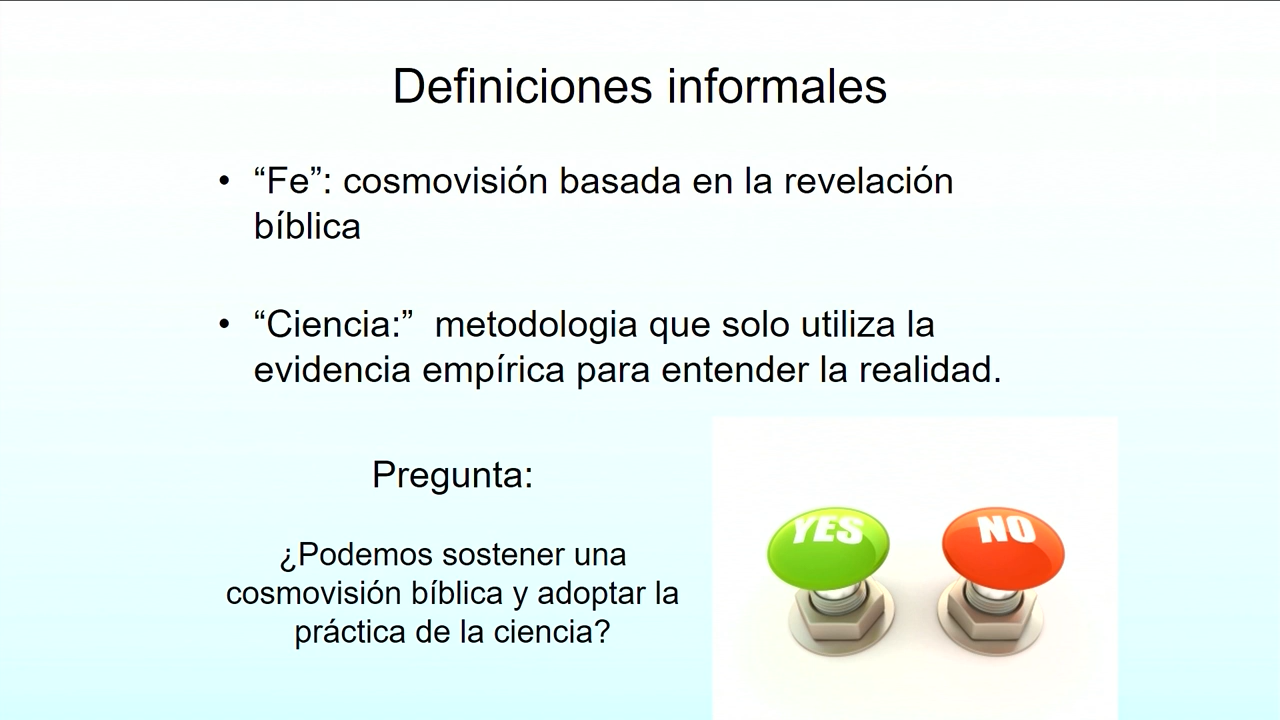 Definiciones informales
• “Fe”: cosmovisión basada en la revelación
bíblica
• “Ciencia:”  metodologia que solo utiliza la
evidencia empírica para entender la realidad.
Pregunta:
¿Podemos sostener una
cosmovisión bíblica y adoptar la
práctica de la ciencia?
YES NO